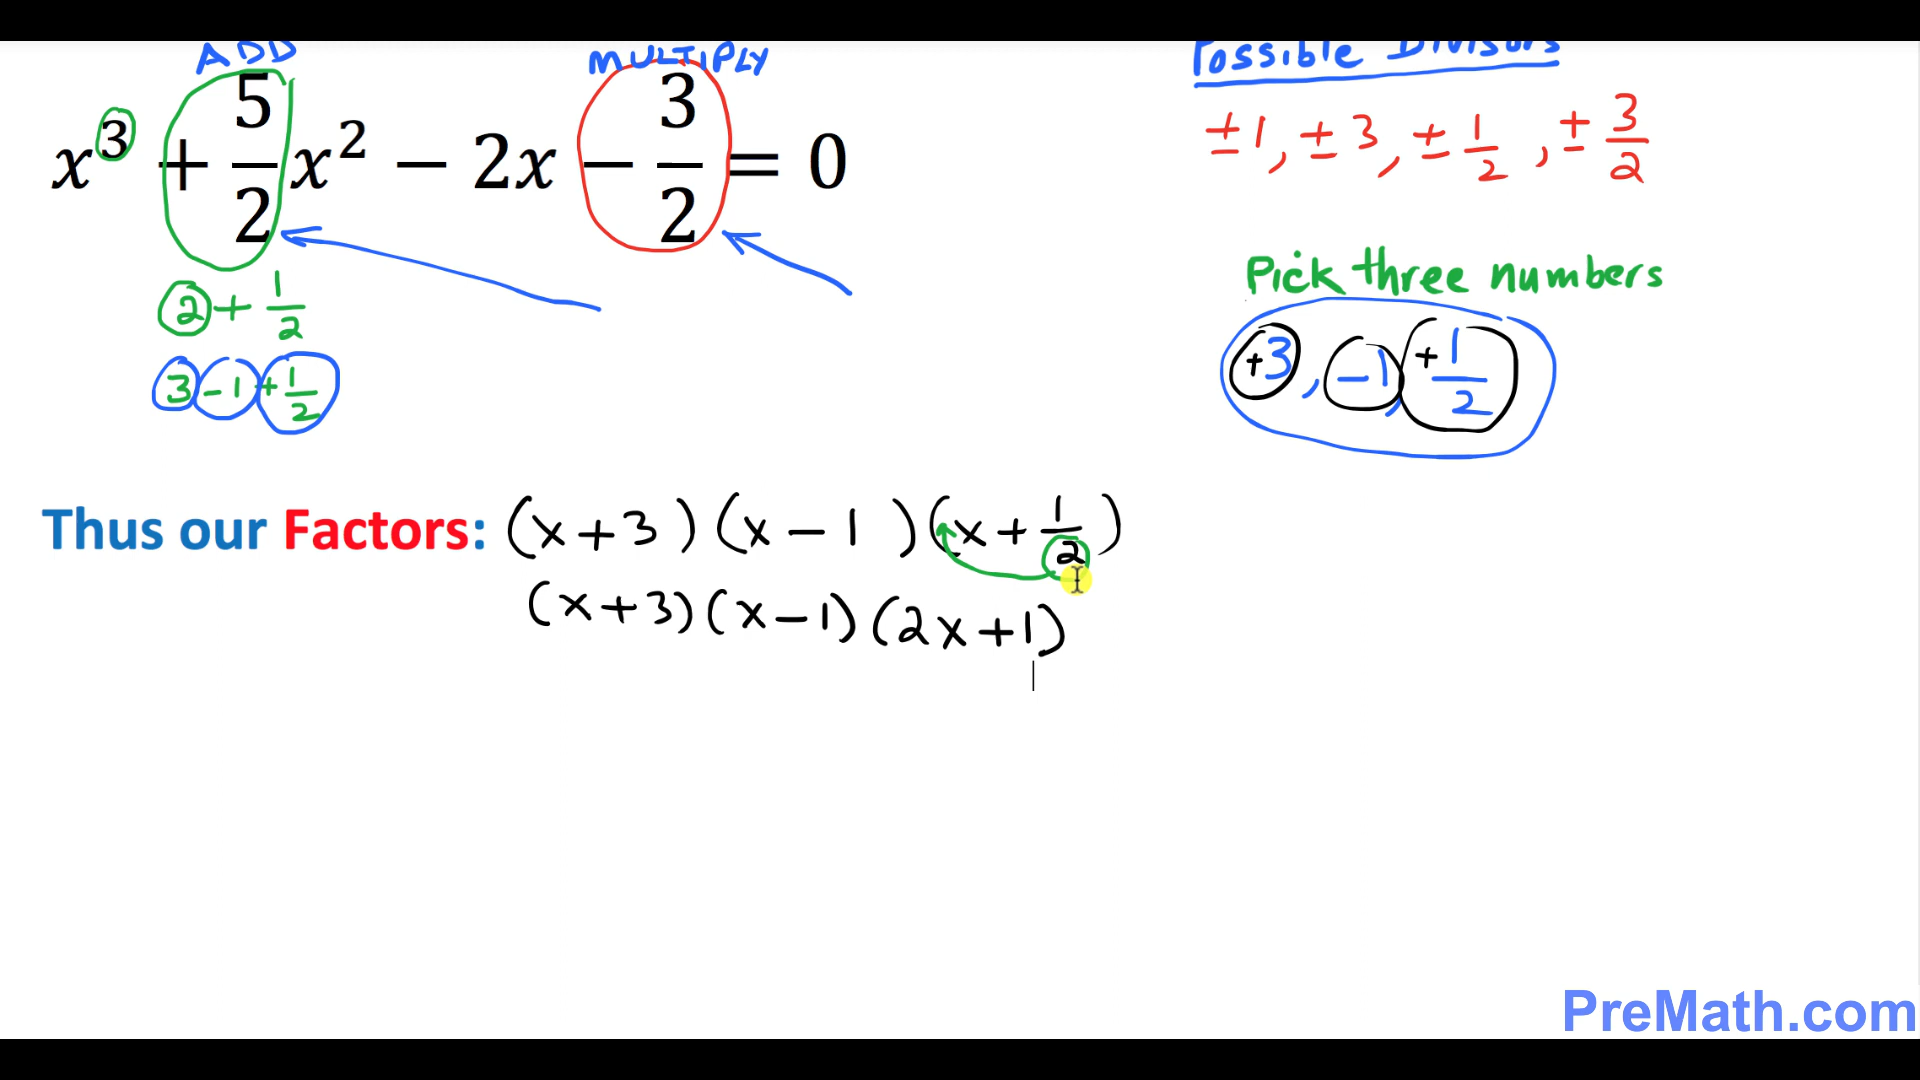 ADD
MULTIPLY
Possible Divisors
x³ + 5/2 x² − 2x − 3/2 = 0
±1, ±3, ±1/2, ±3/2
2 + 1/2
3 − 1 + 1/2
Pick three numbers
+3, −1, +1/2
Thus our Factors: (x+3)(x−1)(x+1/2)
(x+3)(x−1)(2x+1)
PreMath.com